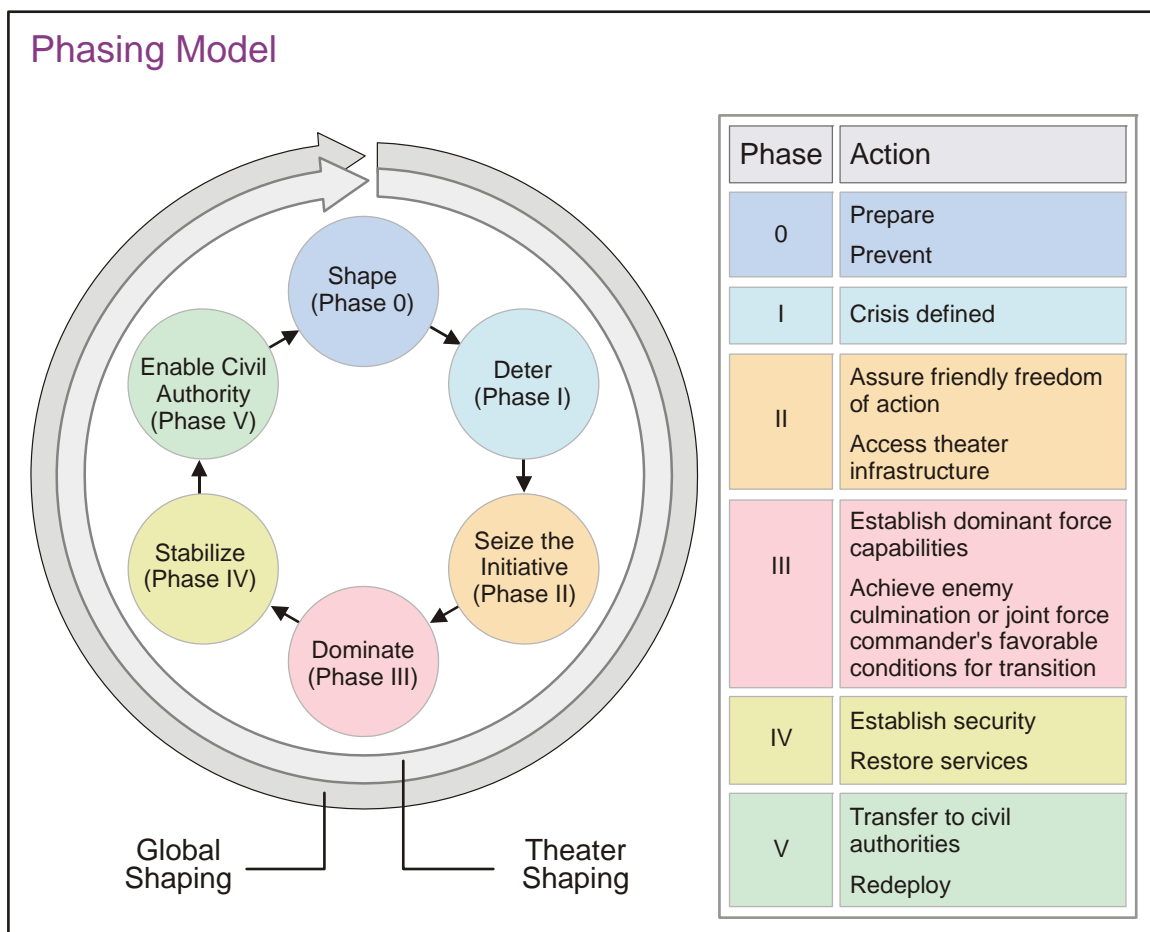 Phasing Model
Shape
(Phase 0)
Deter
(Phase I)
Seize the
Initiative
(Phase II)
Dominate
(Phase III)
Stabilize
(Phase IV)
Enable Civil
Authority
(Phase V)
Global
Shaping
Theater
Shaping
Phase Action
0
Prepare
Prevent
I
Crisis defined
II
Assure friendly freedom
of action
Access theater
infrastructure
III
Establish dominant force
capabilities
Achieve enemy
culmination or joint force
commander's favorable
conditions for transition
IV
Establish security
Restore services
V
Transfer to civil
authorities
Redeploy